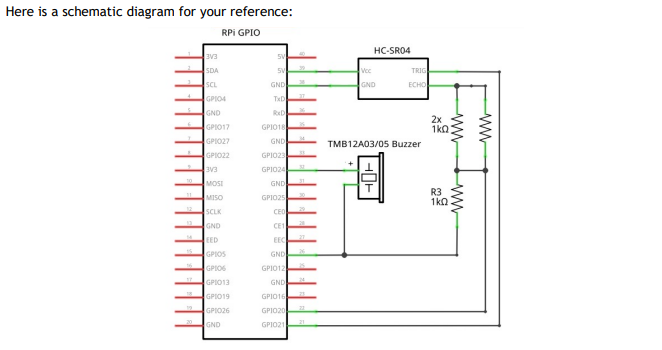 Here is a schematic diagram for your reference:
RPi GPIO
HC-SR04
Vcc TRIG
GND ECHO
2x
1kΩ
TMB12A03/05 Buzzer
+
R3
1kΩ
1 3V3 5V 40
2 SDA 5V 39
3 SCL GND 38
4 GPIO4 TxD 37
5 GND RxD 36
6 GPIO17 GPIO18 35
7 GPIO27 GND 34
8 GPIO22 GPIO23 33
9 3V3 GPIO24 32
10 MOSI GND 31
11 MISO GPIO25 30
12 SCLK CE0 29
13 GND CE1 28
14 EED EEC 27
15 GPIO5 GND 26
16 GPIO6 GPIO12 25
17 GPIO13 GND 24
18 GPIO19 GPIO16 23
19 GPIO26 GPIO20 22
20 GND GPIO21 21